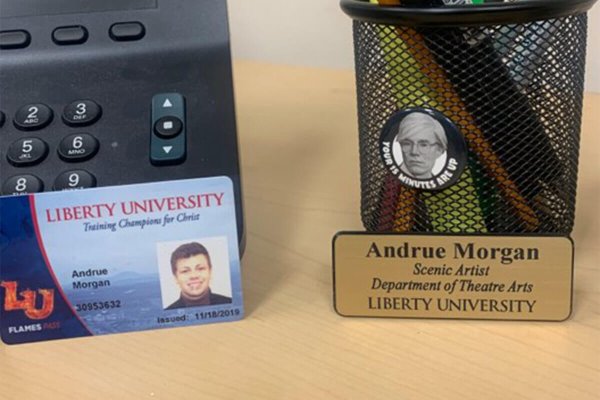 2
ABC
3
DEF
5
JKL
6
MNO
8
9
LIBERTY UNIVERSITY
Training Champions for Christ
Andrue
Morgan
30953632
LU
FLAMES PASS
Issued: 11/18/2019
YOUR 15 MINUTES ARE UP
Andrue Morgan
Scenic Artist
Department of Theatre Arts
LIBERTY UNIVERSITY